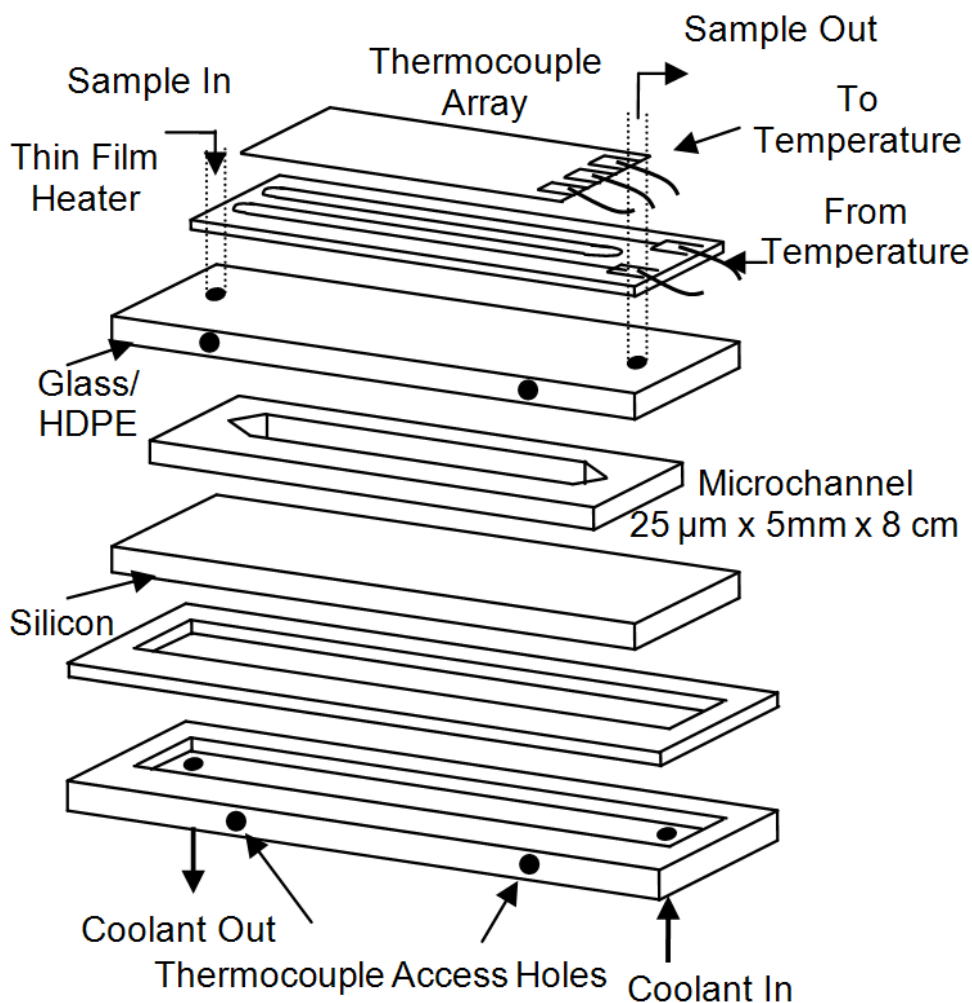 Sample Out
Thermocouple
Array
Sample In
To
Temperature
Thin Film
Heater
From
Temperature
Glass/
HDPE
Microchannel
25 µm x 5mm x 8 cm
Silicon
Coolant Out
Thermocouple Access Holes
Coolant In